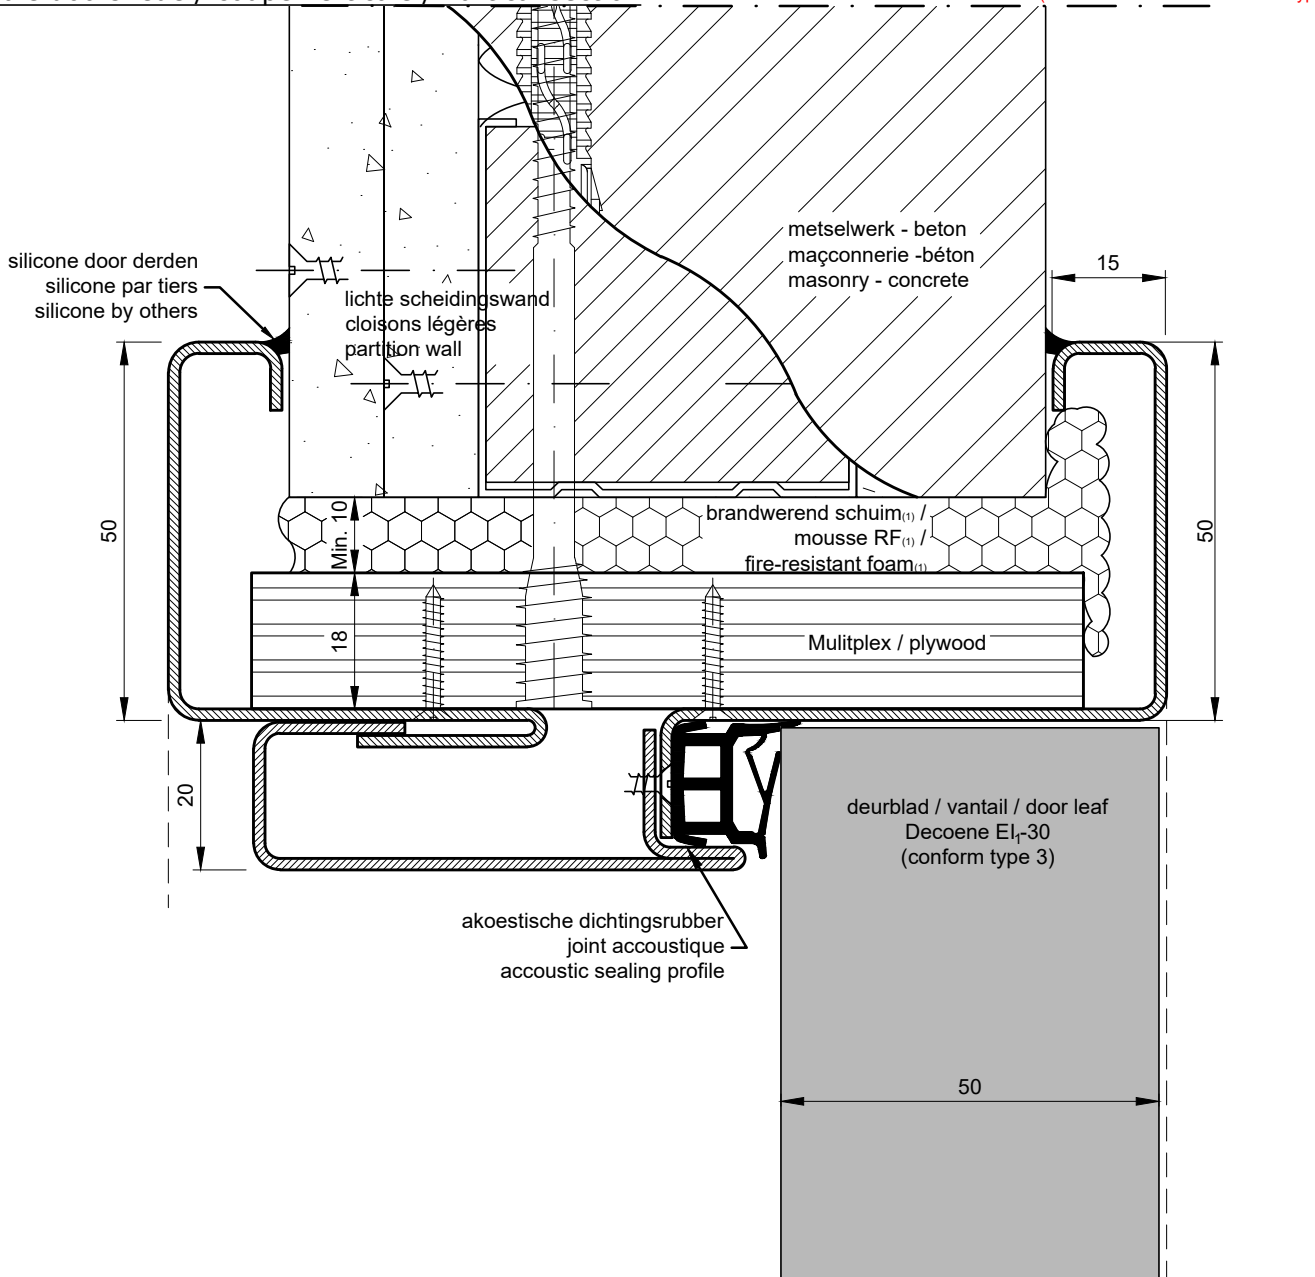 metselwerk - beton
maçconnerie -béton
masonry - concrete
15
silicone door derden
silicone par tiers
silicone by others
lichte scheidingswand
cloisons légères
partition wall
50
Min. 10
brandwerend schuim(1) /
mousse RF(1) /
fire-resistant foam(1)
50
18
Mulitplex / plywood
20
deurblad / vantail / door leaf
Decoene EI1-30
(conform type 3)
akoestische dichtingsrubber
joint accoustique
accoustic sealing profile
50